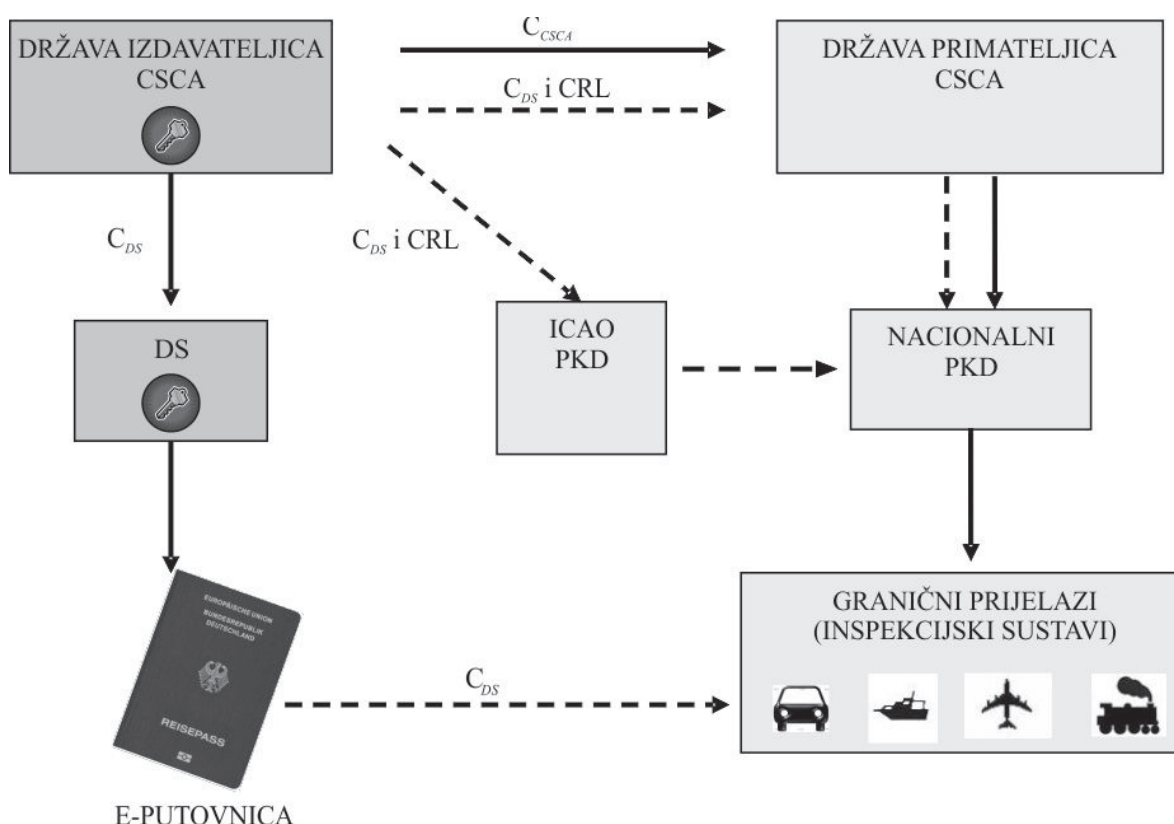 DRŽAVA IZDAVATELJICA
CSCA
C_CSCA
C_DS i CRL
DRŽAVA PRIMATELJICA
CSCA
C_DS
C_DS i CRL
DS
ICAO
PKD
NACIONALNI
PKD
EUROPÄISCHE UNION
BUNDESREPUBLIK
DEUTSCHLAND
REISEPASS
C_DS
GRANIČNI PRIJELAZI
(INSPEKCIJSKI SUSTAVI)
E-PUTOVNICA